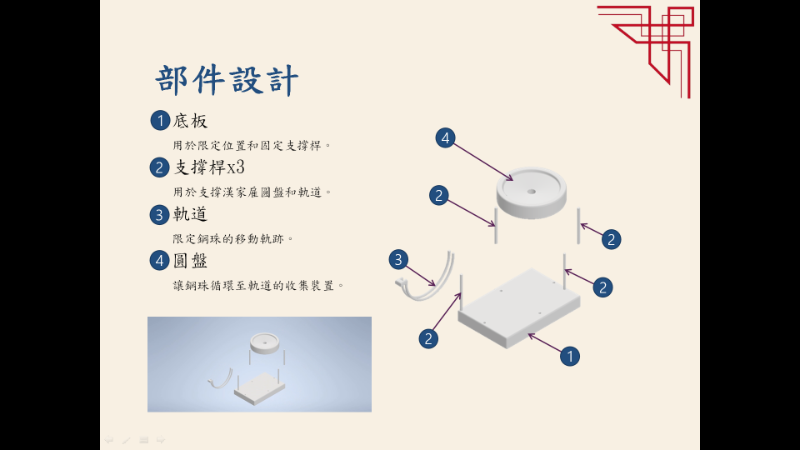 部件設計
1 底板
用於限定位置和固定支撐桿。
2 支撐桿x3
用於支撐漢家雇圓盤和軌道。
3 軌道
限定鋼珠的移動軌跡。
4 圓盤
讓鋼珠循環至軌道的收集裝置。
4
2
2
3
2
2
1